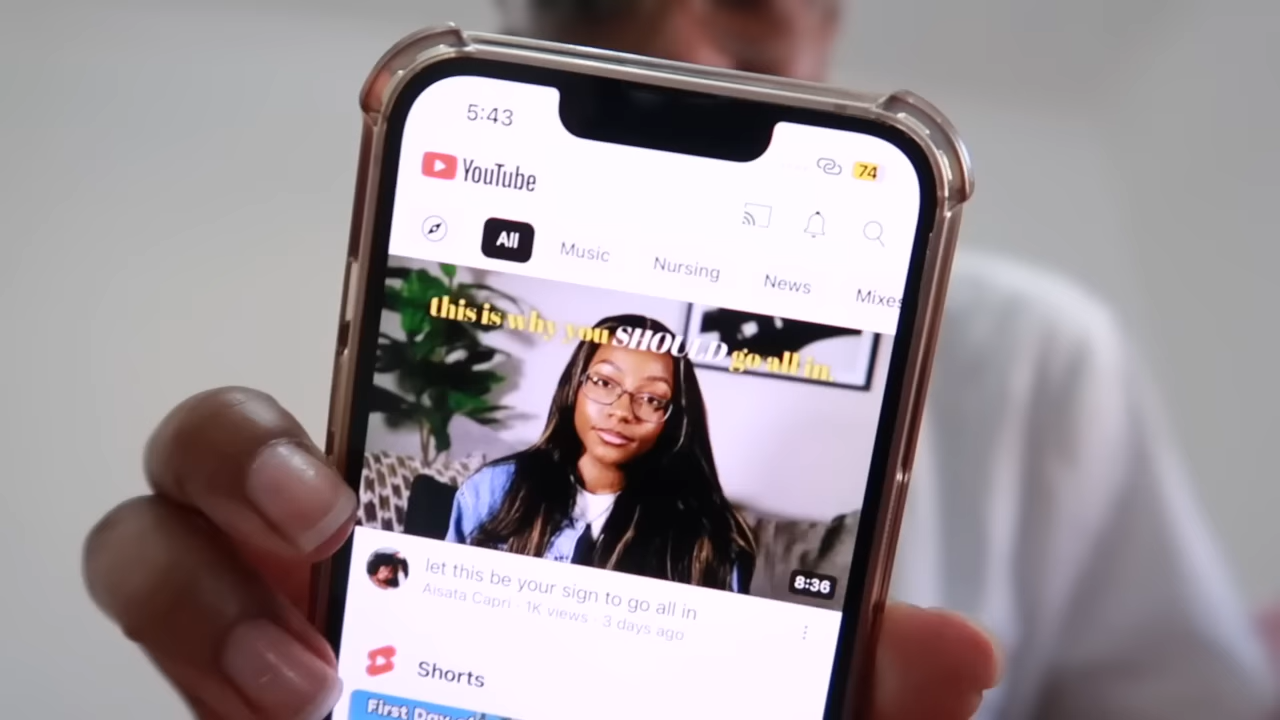 5:43
74
YouTube
All Music Nursing News Mixes
this is why you SHOULD go all in.
8:36
let this be your sign to go all in
Aisata Capri · 1K views · 3 days ago
Shorts
First Day